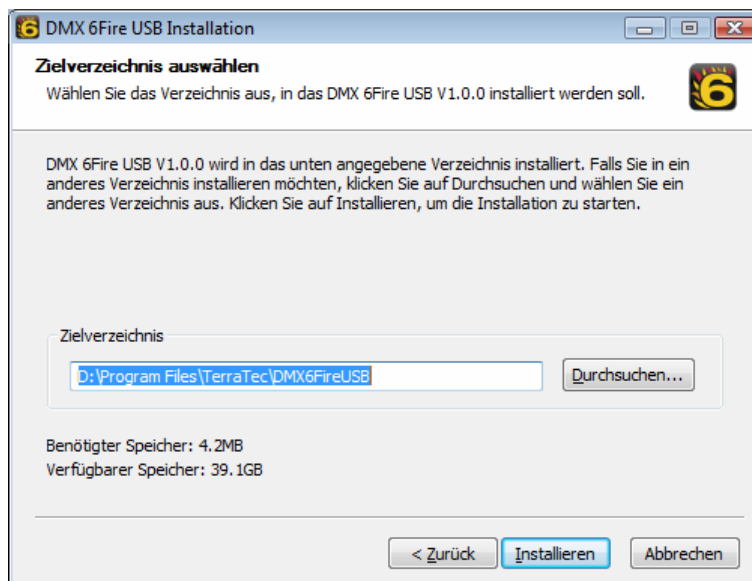 DMX 6Fire USB Installation
Zielverzeichnis auswählen
Wählen Sie das Verzeichnis aus, in das DMX 6Fire USB V1.0.0 installiert werden soll.
6
DMX 6Fire USB V1.0.0 wird in das unten angegebene Verzeichnis installiert. Falls Sie in ein
anderes Verzeichnis installieren möchten, klicken Sie auf Durchsuchen und wählen Sie ein
anderes Verzeichnis aus. Klicken Sie auf Installieren, um die Installation zu starten.
Zielverzeichnis
D:\Program Files\TerraTec\DMX6FireUSB
Durchsuchen...
Benötigter Speicher: 4.2MB
Verfügbarer Speicher: 39.1GB
< Zurück
Installieren
Abbrechen